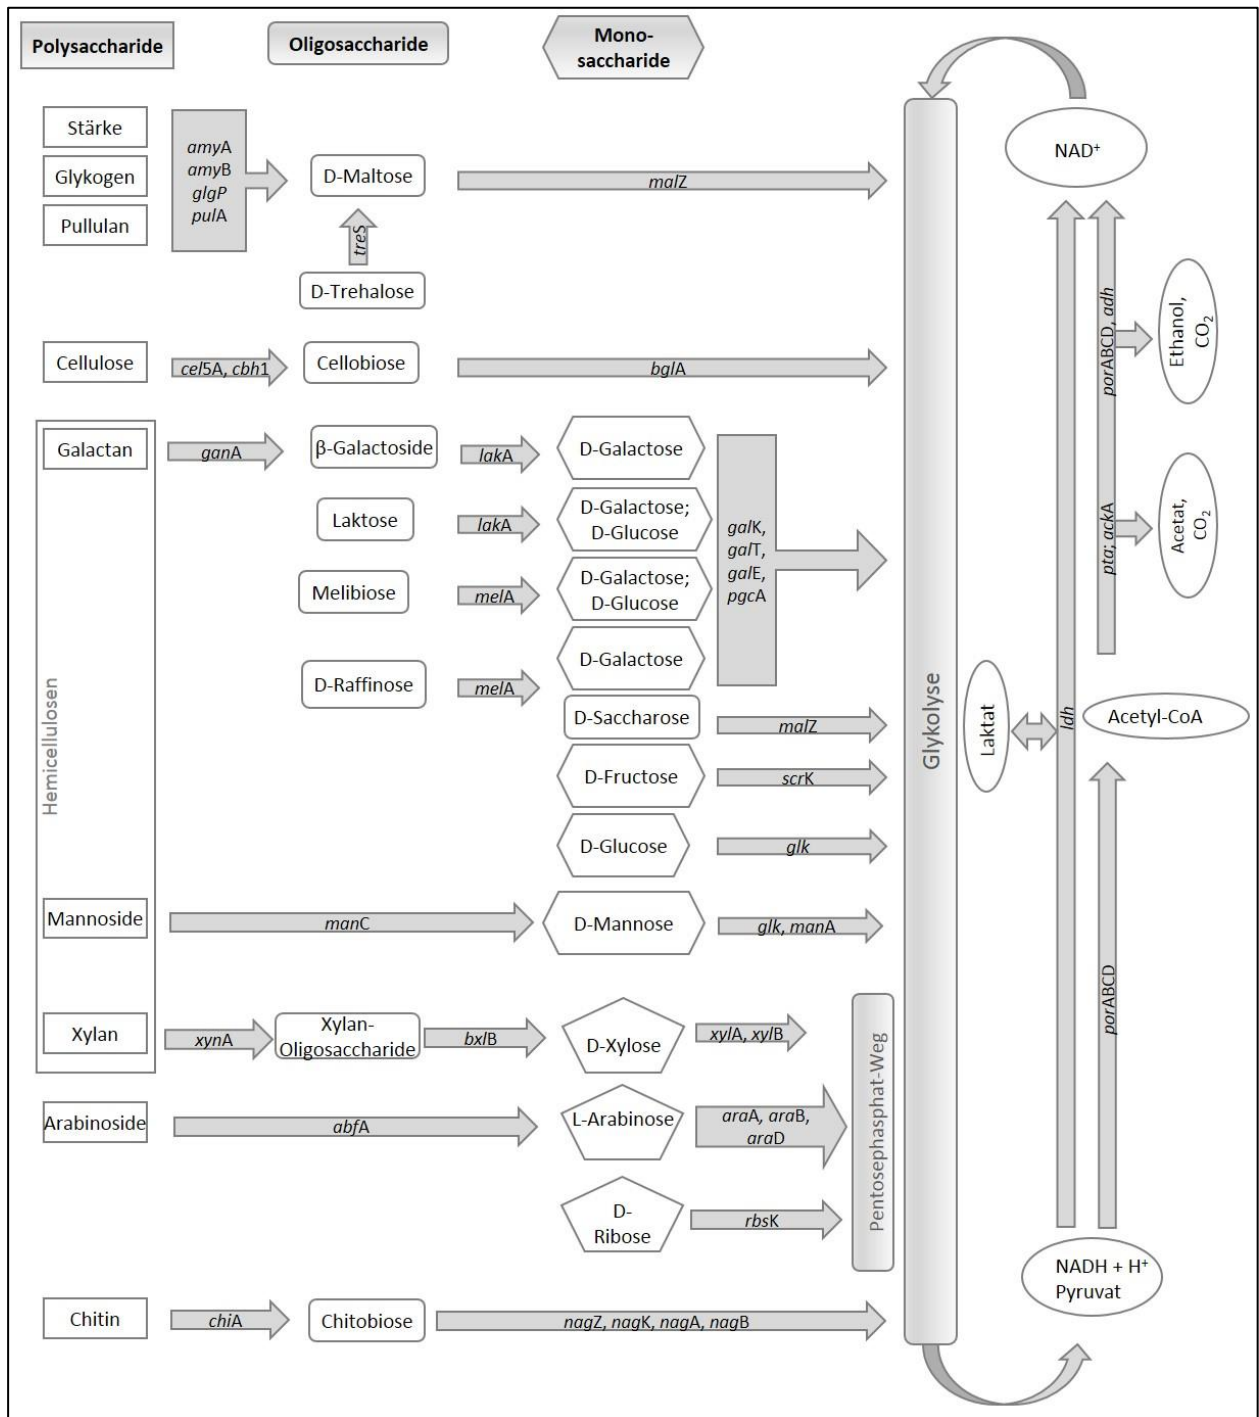 Polysaccharide
Oligosaccharide
Mono-
saccharide
Stärke
Glykogen
Pullulan
amyA
amyB
glgP
pulA
D-Maltose
malZ
treS
D-Trehalose
NAD+
Cellulose
cel5A, cbh1
Cellobiose
bglA
porABCD, adh
Ethanol,
CO2
Hemicellulosen
Galactan
ganA
β-Galactoside
lakA
D-Galactose
Laktose
lakA
D-Galactose;
D-Glucose
Melibiose
melA
D-Galactose;
D-Glucose
D-Raffinose
melA
D-Galactose
galK,
galT,
galE,
pgcA
pta; ackA
Acetat,
CO2
D-Saccharose
malZ
D-Fructose
scrK
D-Glucose
glk
Glykolyse
Laktat
ldh
Acetyl-CoA
Mannoside
manC
D-Mannose
glk, manA
Xylan
xynA
Xylan-
Oligosaccharide
bxlB
D-Xylose
xylA, xylB
Pentosephasphat-Weg
porABCD
Arabinoside
abfA
L-Arabinose
araA, araB,
araD
D-
Ribose
rbsK
NADH + H+
Pyruvat
Chitin
chiA
Chitobiose
nagZ, nagK, nagA, nagB